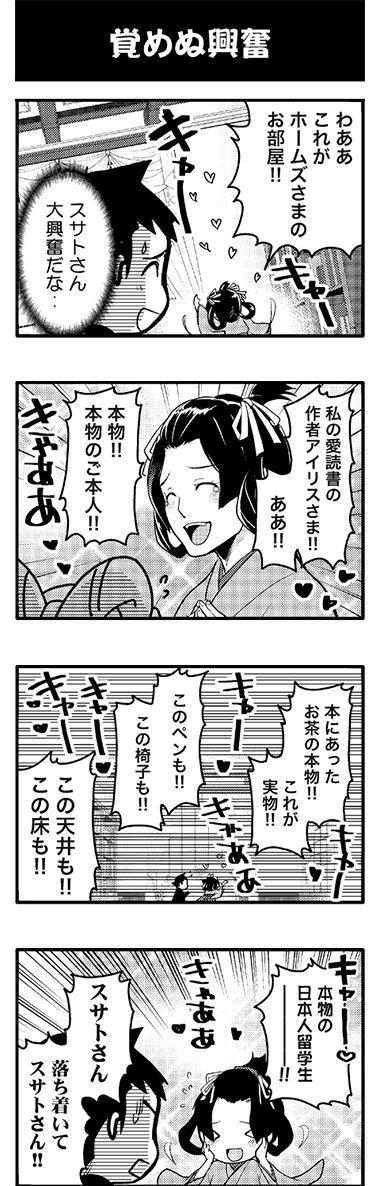 覚めぬ興奮
わああ
これが
ホームズさまの
お部屋!!
キャー
キャー
スサトさん
大興奮だな‥
私の愛読書の
作者アイリスさま!!
ああ!!
本物!!
本物のご本人!!
きゃああ
本にあった
お茶の本物!!
これが
実物!!
キャー
このペンも!!
この椅子も!!
きゃああ
キャー
キャー
この天井も!!
この床も!!
キャー
本物の
日本人留学生
――!!
きゃああ
スサトさん
落ち着いて
スサトさん!!